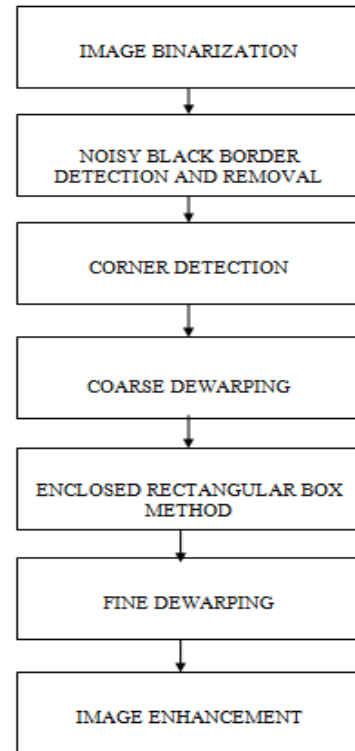 IMAGE BINARIZATION
NOISY BLACK BORDER
DETECTION AND REMOVAL
CORNER DETECTION
COARSE DEWARPING
ENCLOSED RECTANGULAR BOX
METHOD
FINE DEWARPING
IMAGE ENHANCEMENT